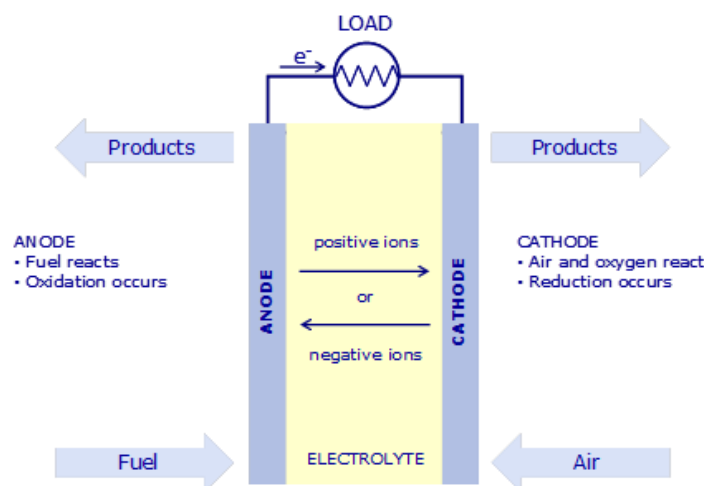 LOAD
e-
Products
Products
ANODE
• Fuel reacts
• Oxidation occurs
ANODE
positive ions
or
negative ions
CATHODE
CATHODE
• Air and oxygen react
• Reduction occurs
Fuel
ELECTROLYTE
Air